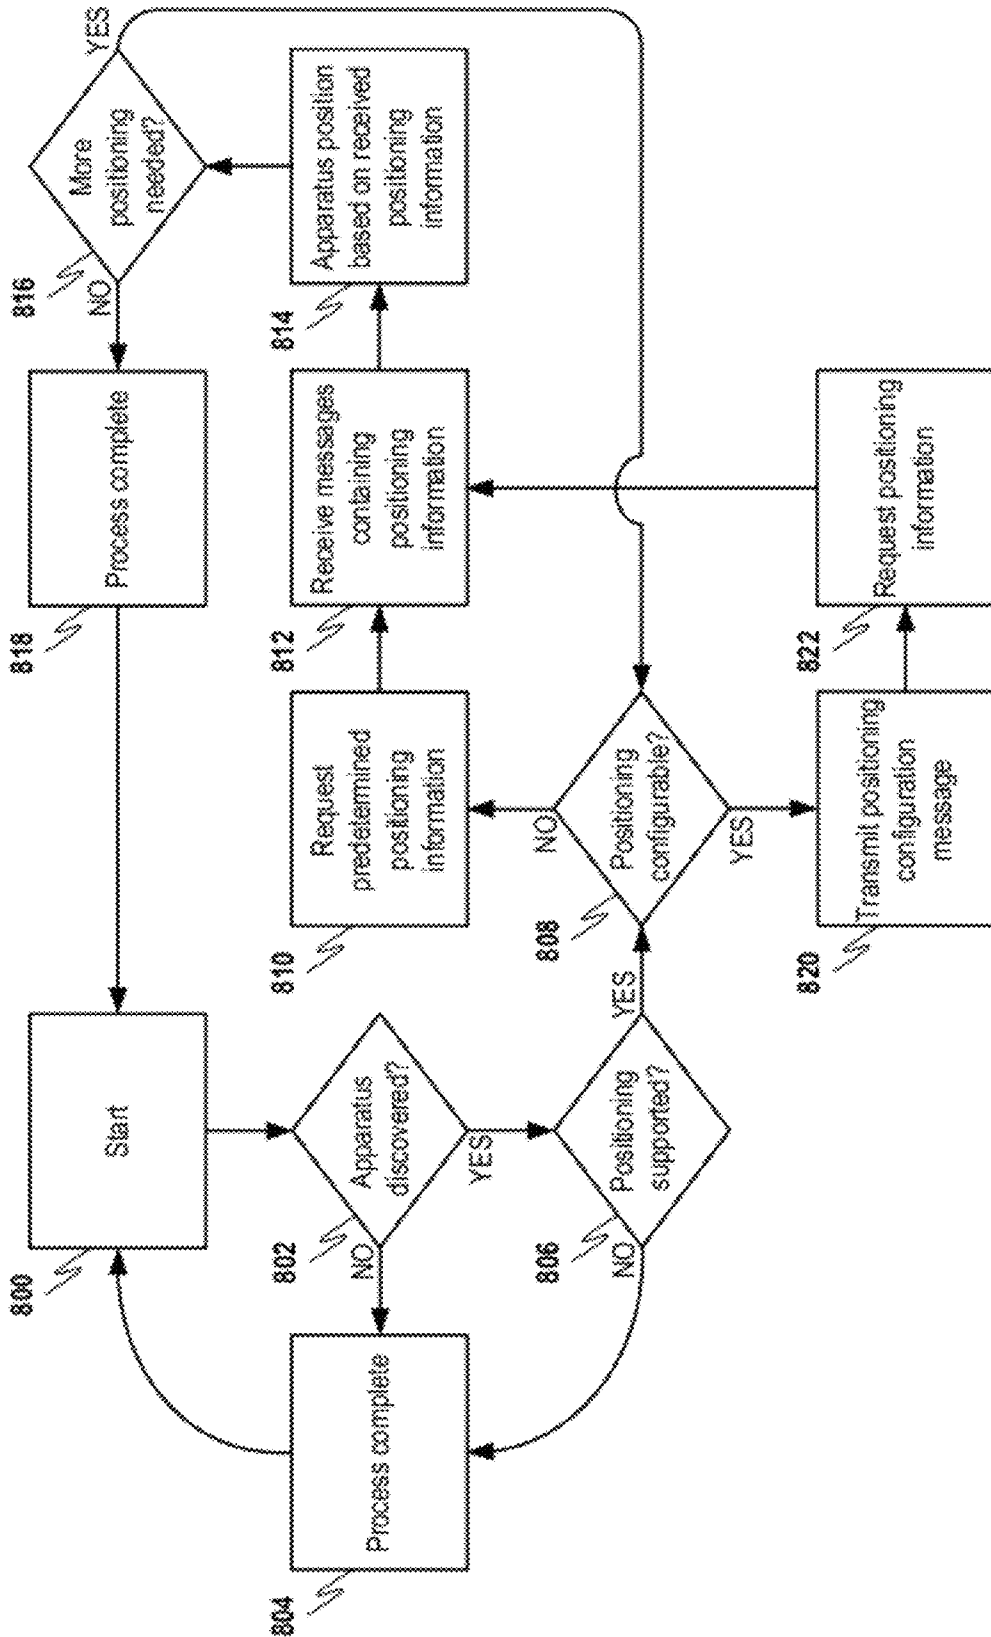 800
Start
818
Process complete
816
More
positioning
needed?
NO
YES
804
Process complete
802
Apparatus
discovered?
NO
YES
810
Request
predetermined
positioning
information
812
Receive messages
containing
positioning
information
814
Apparatus position
based on received
positioning
information
806
Positioning
supported?
NO
YES
808
Positioning
configurable?
NO
YES
820
Transmit positioning
configuration
message
822
Request positioning
information